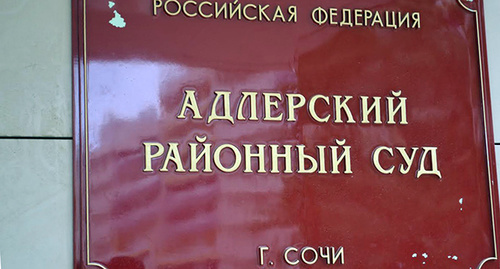 РОССИЙСКАЯ ФЕДЕРАЦИЯ
АДЛЕРСКИЙ
РАЙОННЫЙ СУД
Г. СОЧИ